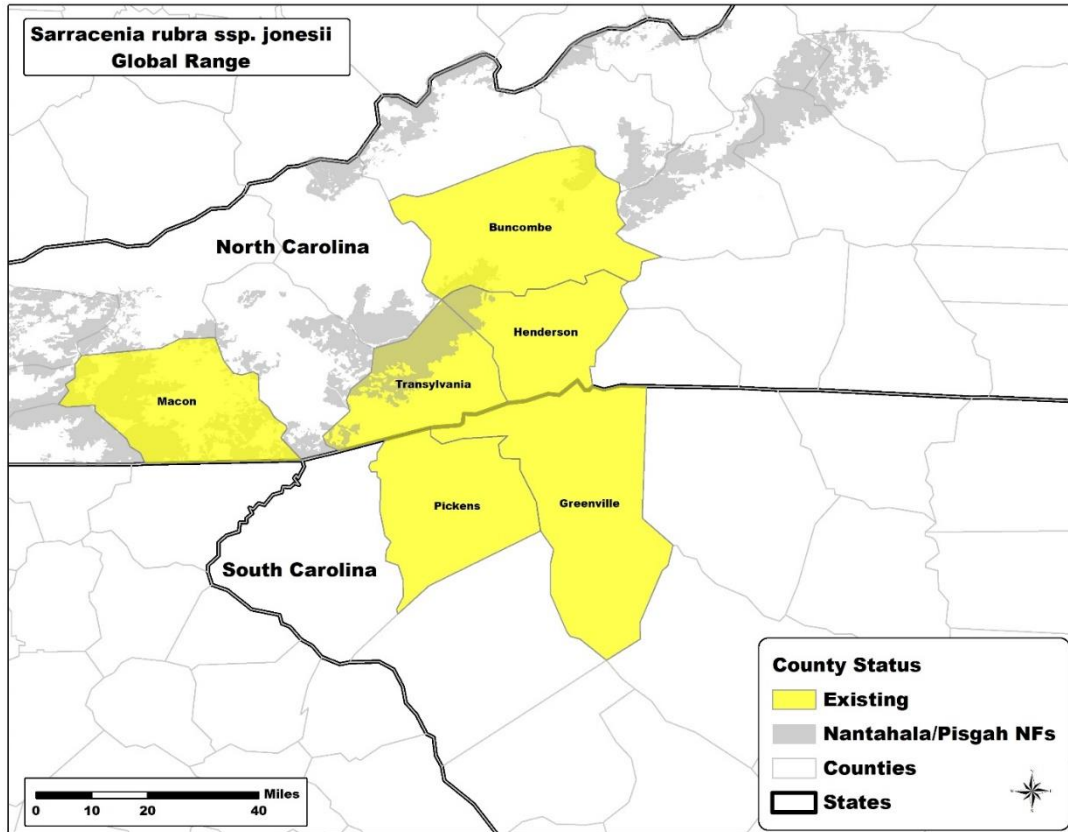 Sarracenia rubra ssp. jonesii
Global Range
Buncombe
North Carolina
Henderson
Transylvania
Macon
Pickens
Greenville
South Carolina
County Status
Existing
Nantahala/Pisgah NFs
Counties
States
Miles
0 10 20 40